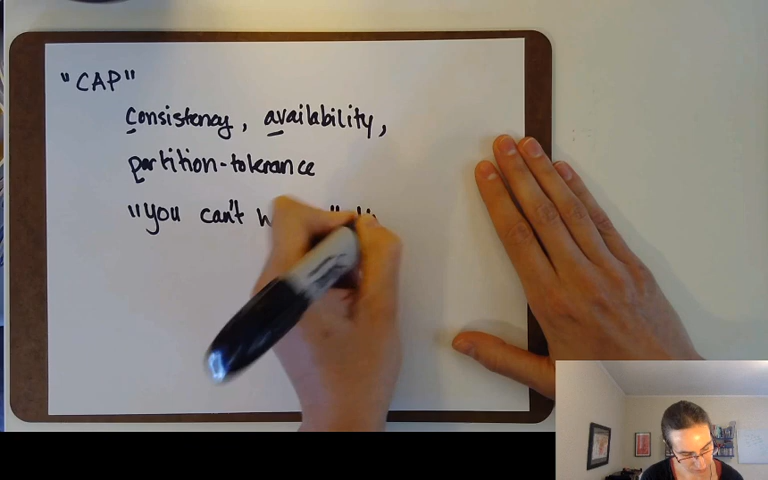 "CAP"
consistency, availability,
partition-tolerance
"you can't